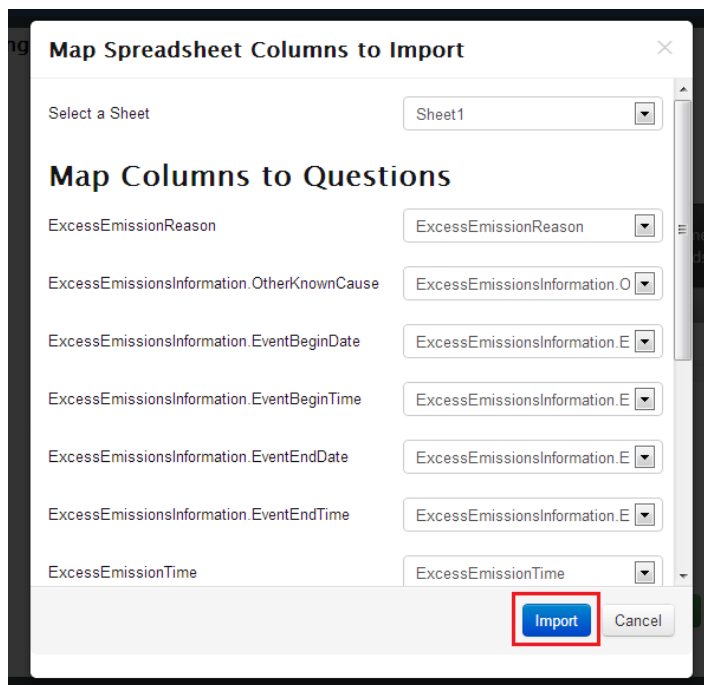 ng
Map Spreadsheet Columns to Import
Select a Sheet
Sheet1
Map Columns to Questions
ExcessEmissionReason
ExcessEmissionReason
ExcessEmissionsInformation.OtherKnownCause
ExcessEmissionsInformation.O
ExcessEmissionsInformation.EventBeginDate
ExcessEmissionsInformation.E
ExcessEmissionsInformation.EventBeginTime
ExcessEmissionsInformation.E
ExcessEmissionsInformation.EventEndDate
ExcessEmissionsInformation.E
ExcessEmissionsInformation.EventEndTime
ExcessEmissionsInformation.E
ExcessEmissionTime
ExcessEmissionTime
Import
Cancel